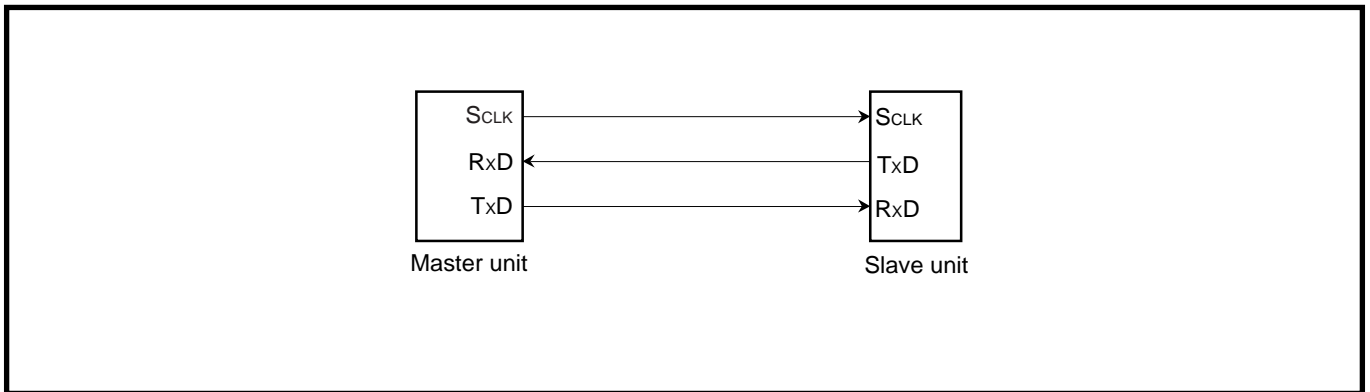 SCLK
RxD
TxD
Master unit
SCLK
TxD
RxD
Slave unit